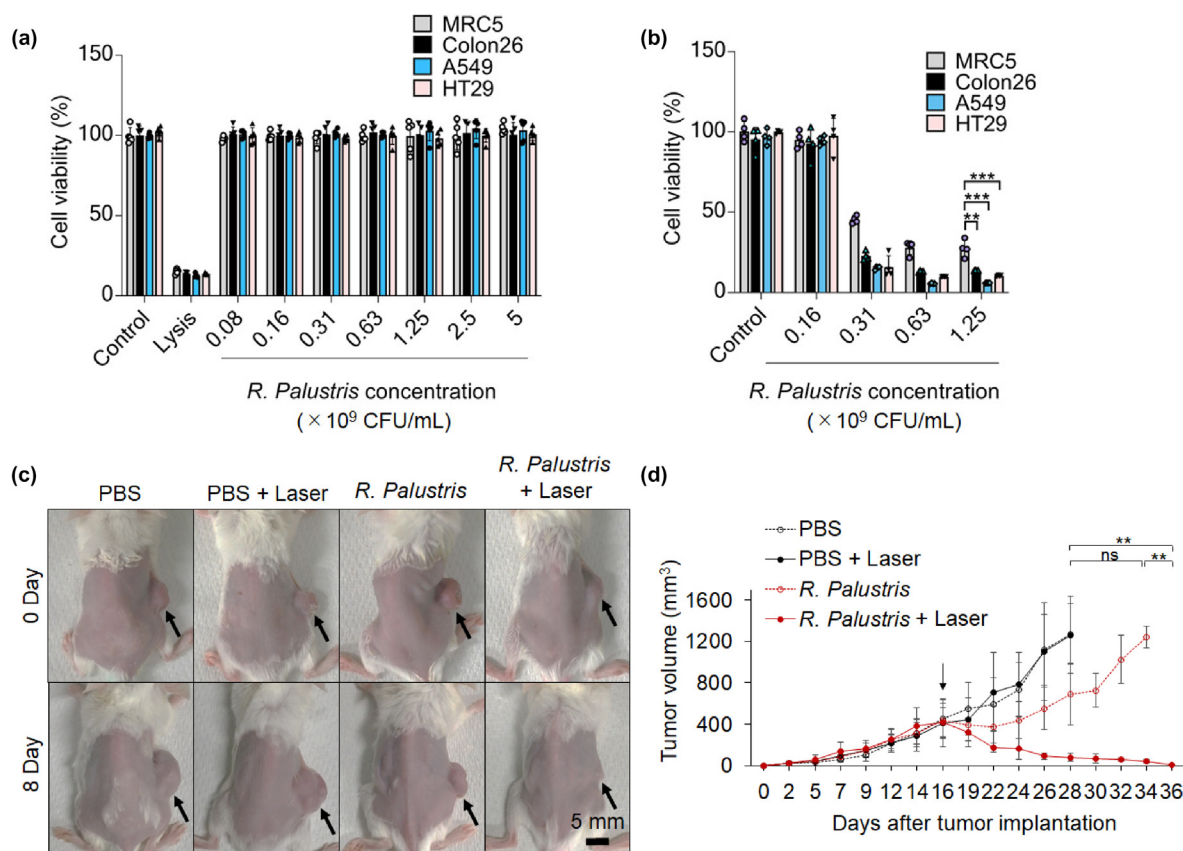 (a)
MRC5
Colon26
A549
HT29
Cell viability (%)
150
100
50
0
Control
Lysis
0.08
0.16
0.31
0.63
1.25
2.5
5
R. Palustris concentration
(×10⁹ CFU/mL)
(b)
MRC5
Colon26
A549
HT29
Cell viability (%)
150
100
50
0
***
***
**
Control
0.16
0.31
0.63
1.25
R. Palustris concentration
(×10⁹ CFU/mL)
(c)
PBS
PBS + Laser
R. Palustris
R. Palustris
+ Laser
0 Day
8 Day
5 mm
(d)
PBS
PBS + Laser
R. Palustris
R. Palustris + Laser
**
ns
**
Tumor volume (mm³)
1600
1200
800
400
0
0 2 5 7 9 12 14 16 19 22 24 26 28 30 32 34 36
Days after tumor implantation